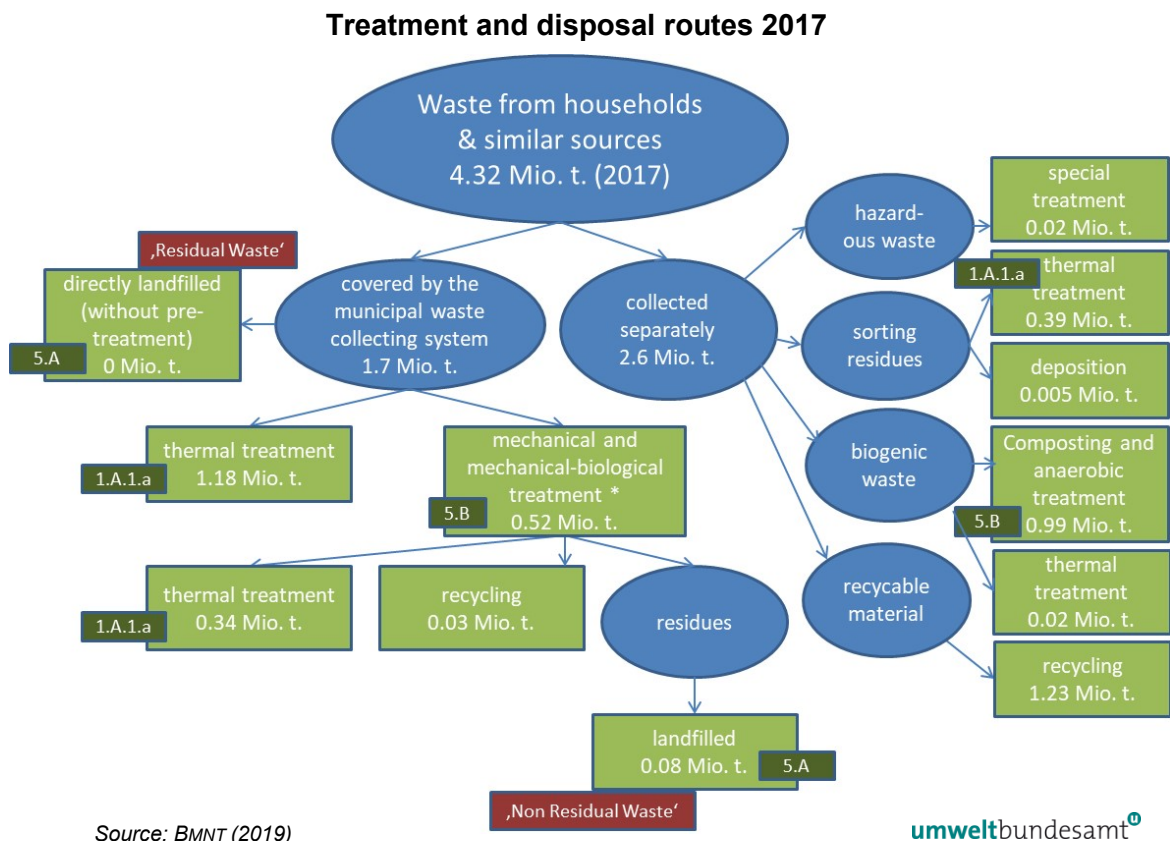 Treatment and disposal routes 2017
Waste from households
& similar sources
4.32 Mio. t. (2017)
‚Residual Waste‘
directly landfilled
(without pre-
treatment)
0 Mio. t.
5.A
covered by the
municipal waste
collecting system
1.7 Mio. t.
collected
separately
2.6 Mio. t.
hazard-
ous waste
special
treatment
0.02 Mio. t.
1.A.1.a
thermal
treatment
0.39 Mio. t.
sorting
residues
deposition
0.005 Mio. t.
thermal treatment
1.18 Mio. t.
1.A.1.a
mechanical and
mechanical-biological
treatment *
0.52 Mio. t.
5.B
biogenic
waste
Composting and
anaerobic
treatment
0.99 Mio. t.
5.B
thermal treatment
0.34 Mio. t.
1.A.1.a
recycling
0.03 Mio. t.
residues
recycable
material
thermal
treatment
0.02 Mio. t.
recycling
1.23 Mio. t.
landfilled
0.08 Mio. t.
5.A
‚Non Residual Waste‘
Source: BMNT (2019)
umweltbundesamt u